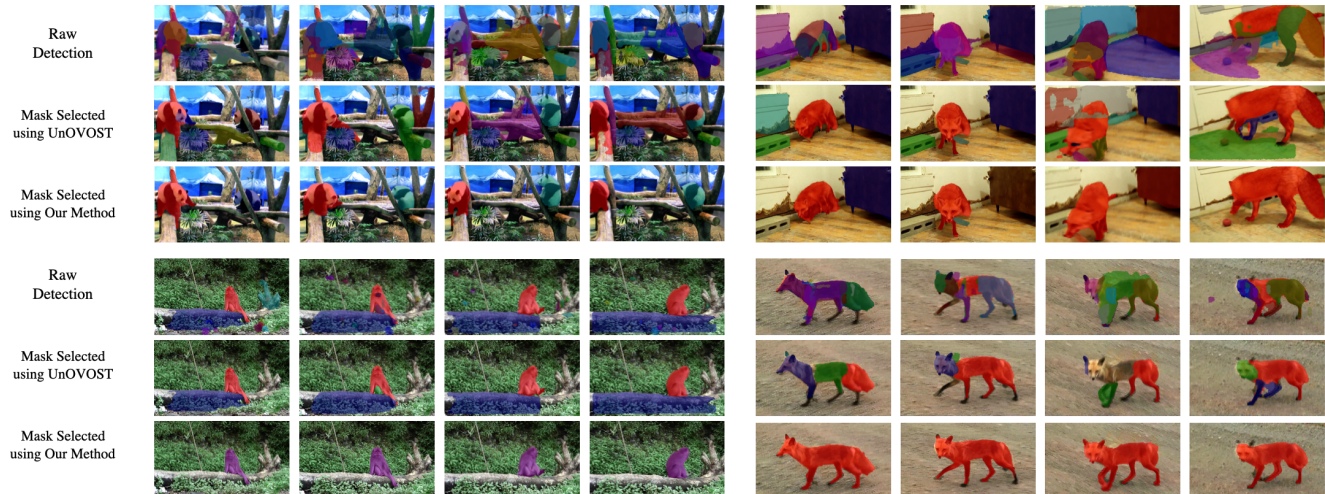 Raw
Detection
Mask Selected
using UnOVOST
Mask Selected
using Our Method
Raw
Detection
Mask Selected
using UnOVOST
Mask Selected
using Our Method